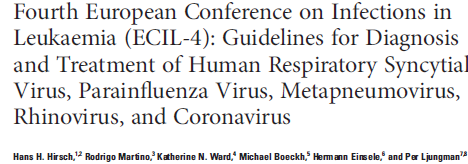 Fourth European Conference on Infections in
Leukaemia (ECIL-4): Guidelines for Diagnosis
and Treatment of Human Respiratory Syncytial
Virus, Parainfluenza Virus, Metapneumovirus,
Rhinovirus, and Coronavirus
Hans H. Hirsch,1,2 Rodrigo Martino,3 Katherine N. Ward,4 Michael Boeckh,5 Hermann Einsele,6 and Per Ljungman7,8